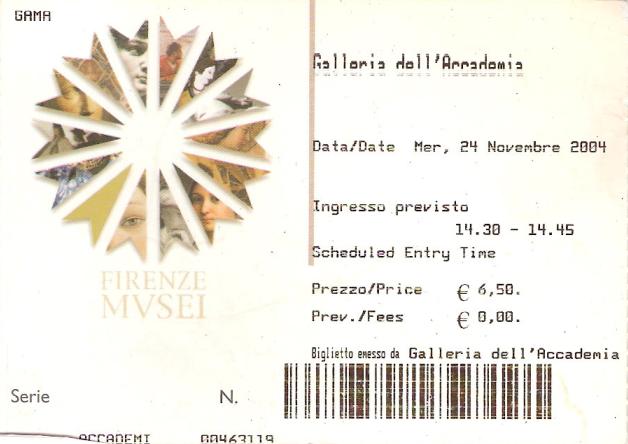 GAMA
FIRENZE
MVSEI
Galleria dell'Accademia
Data/Date Mer, 24 Novembre 2004
Ingresso previsto
14.30 - 14.45
Scheduled Entry Time
Prezzo/Price € 6,50.
Prev./Fees € 0,00.
Biglietto emesso da Galleria dell'Accademia
Serie N.
ACCADEMI 00463119